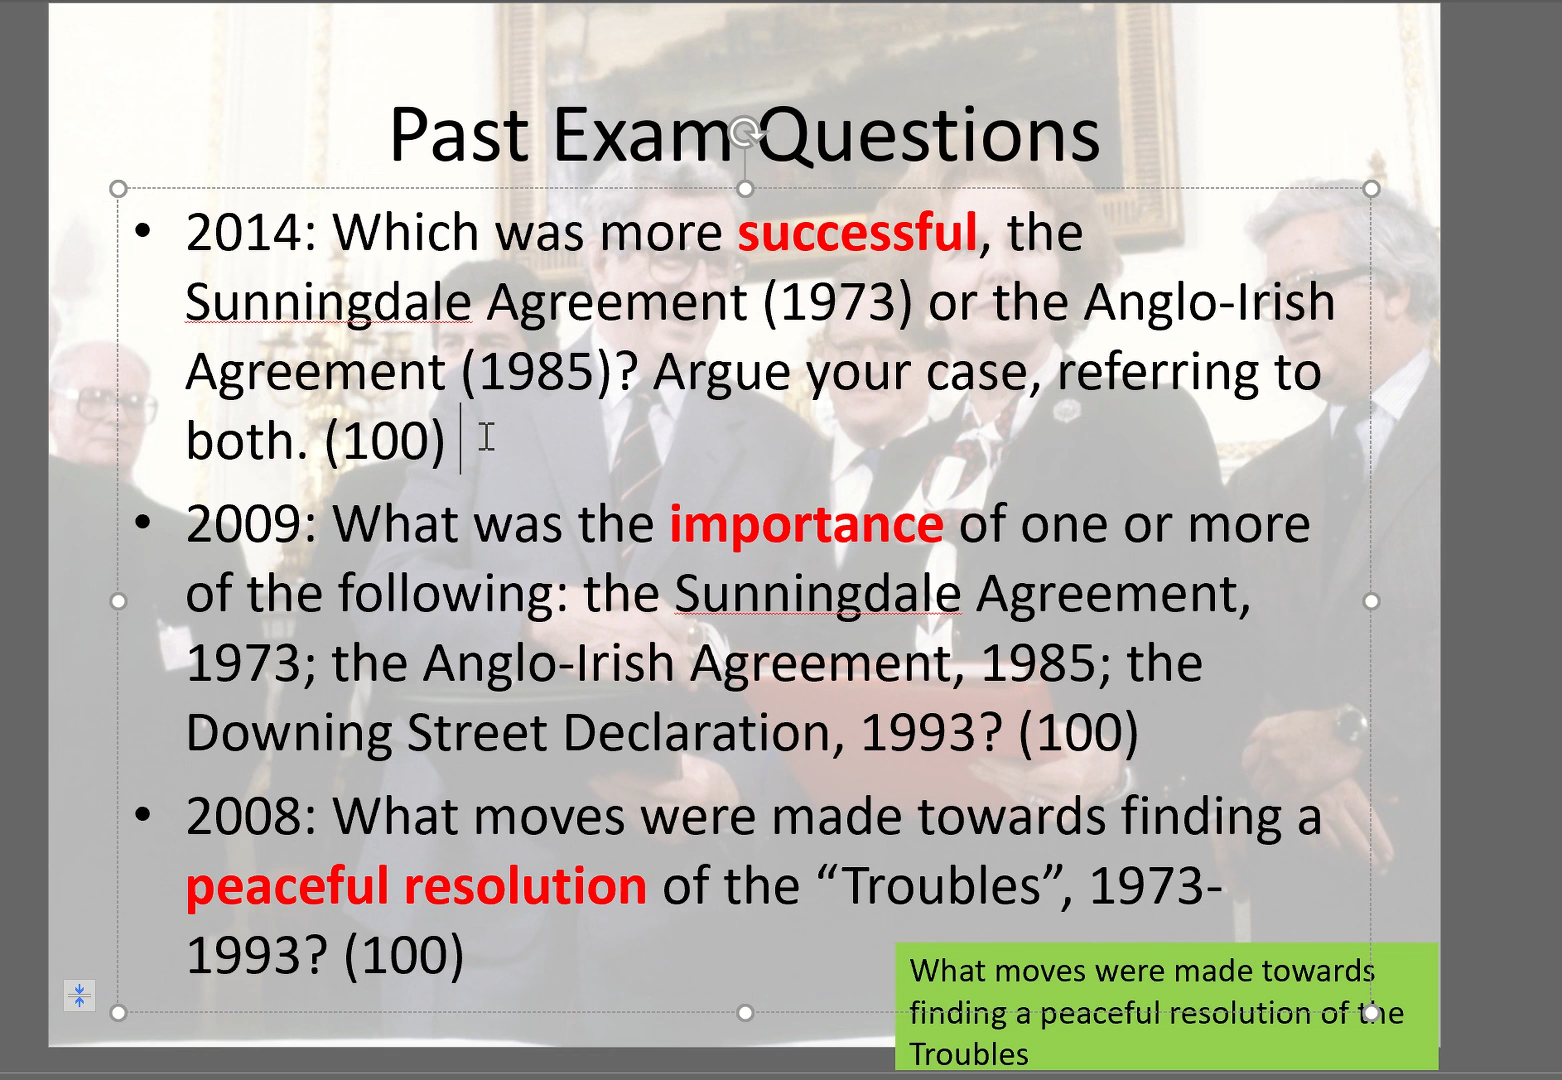 Past Exam Questions
• 2014: Which was more successful, the
Sunningdale Agreement (1973) or the Anglo-Irish
Agreement (1985)? Argue your case, referring to
both. (100)
• 2009: What was the importance of one or more
of the following: the Sunningdale Agreement,
1973; the Anglo-Irish Agreement, 1985; the
Downing Street Declaration, 1993? (100)
• 2008: What moves were made towards finding a
peaceful resolution of the “Troubles”, 1973-
1993? (100)
What moves were made towards
finding a peaceful resolution of the
Troubles